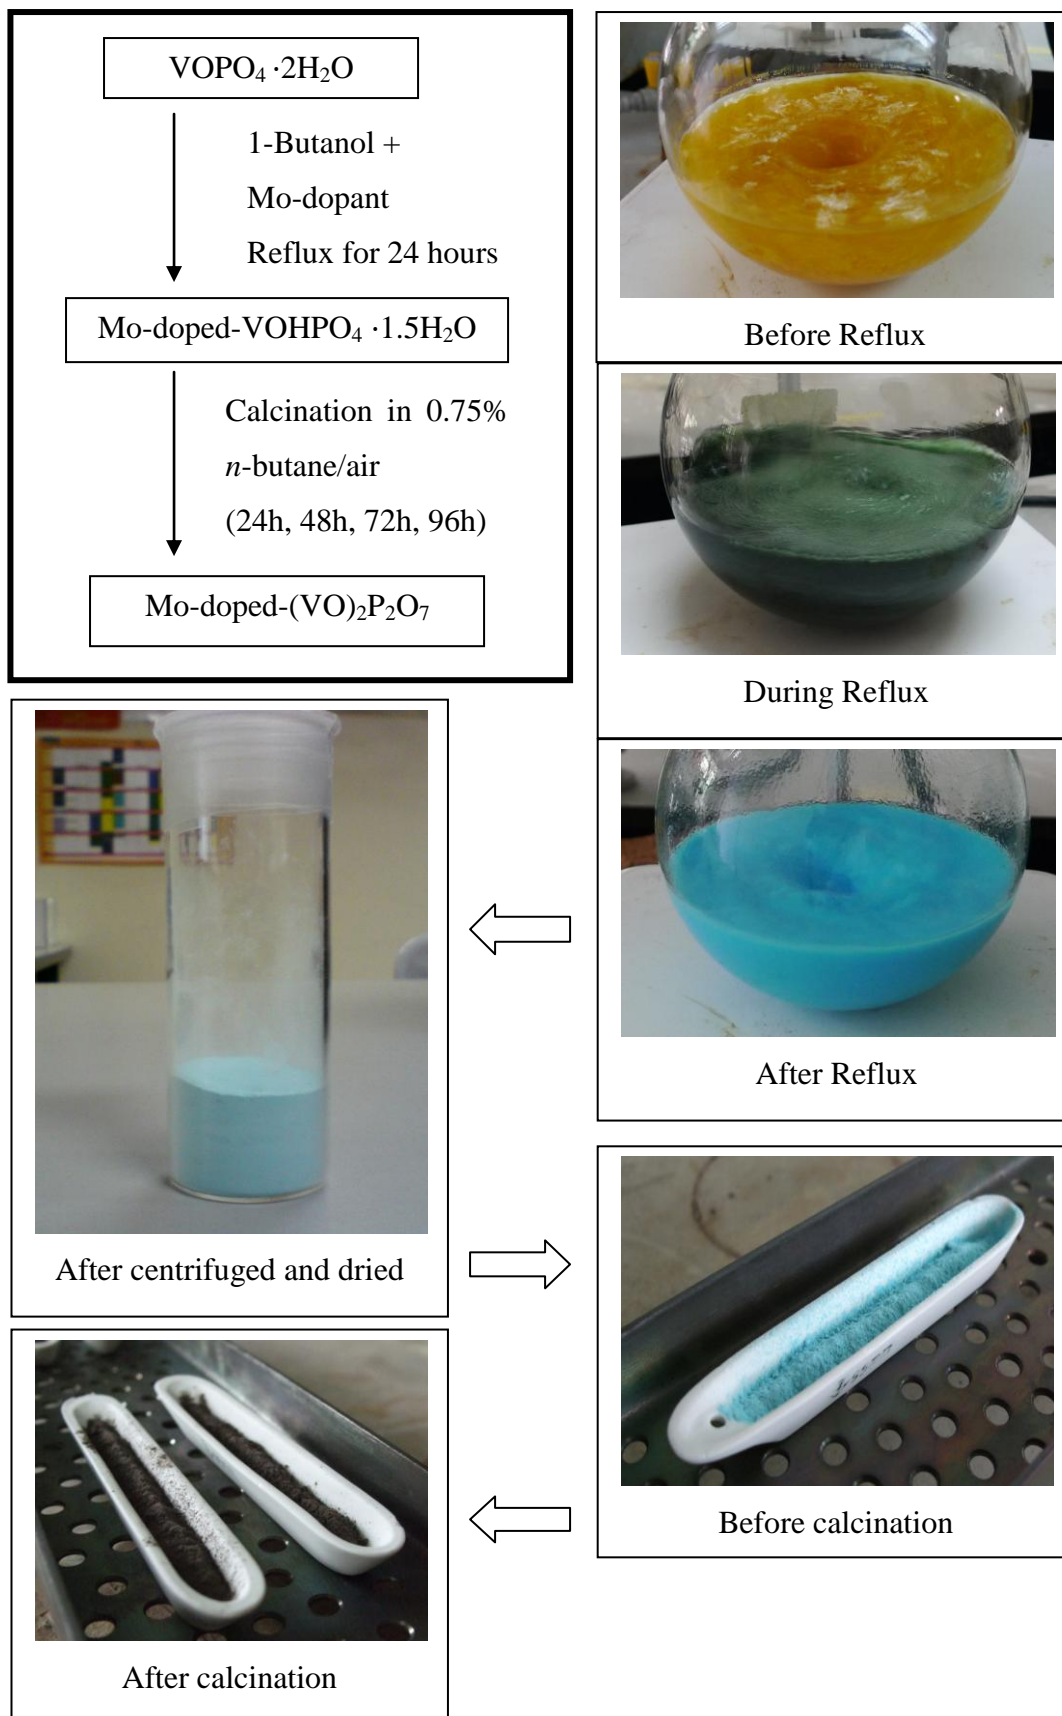 VOPO₄ ·2H₂O
1-Butanol +
Mo-dopant
Reflux for 24 hours
Mo-doped-VOHPO₄ ·1.5H₂O
Calcination in 0.75%
n-butane/air
(24h, 48h, 72h, 96h)
Mo-doped-(VO)₂P₂O₇
Before Reflux
During Reflux
After Reflux
After centrifuged and dried
Before calcination
After calcination